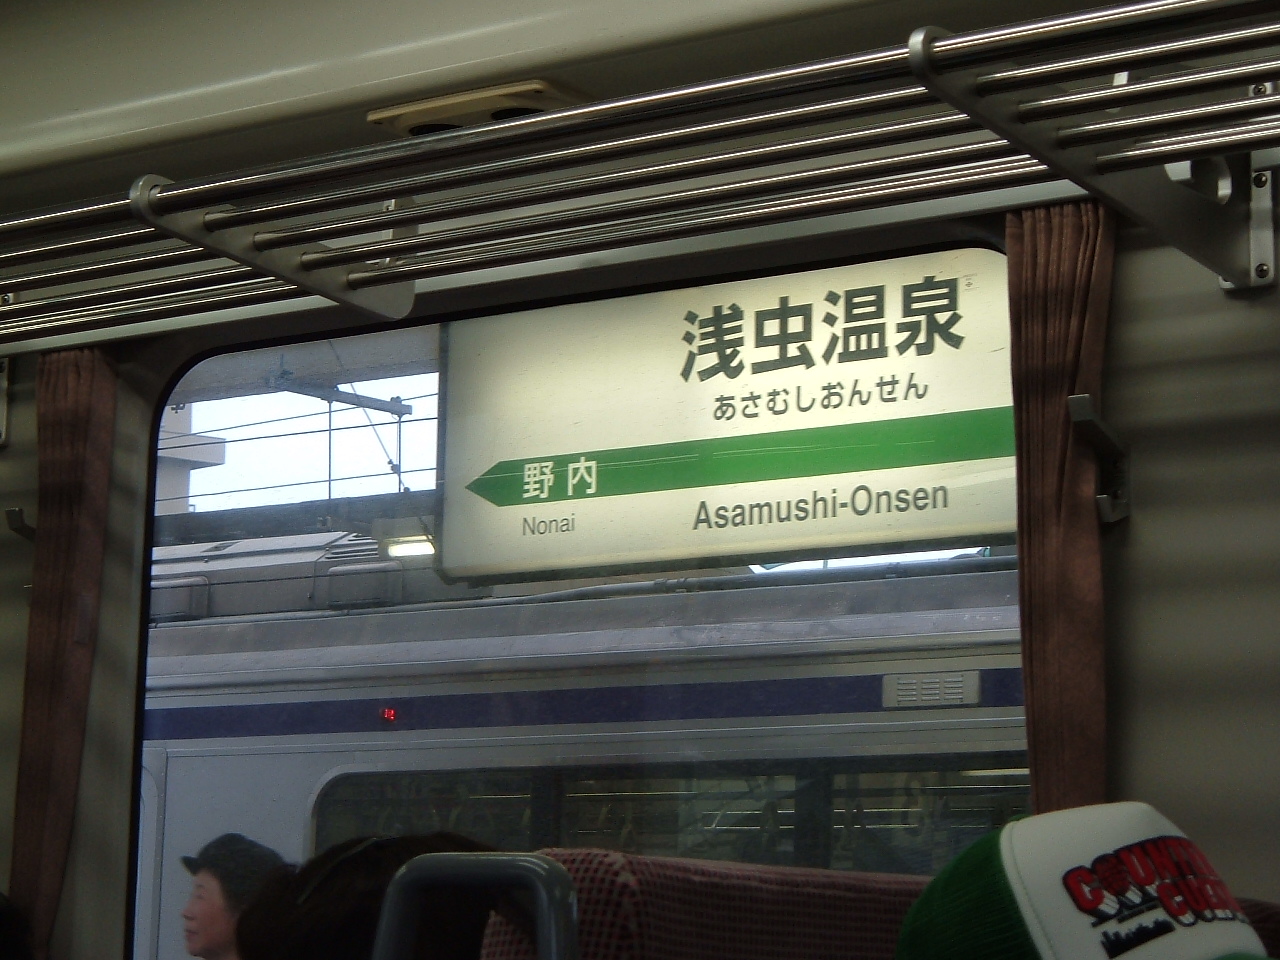 浅虫温泉
あさむしおんせん
野内
Nonai
Asamushi-Onsen